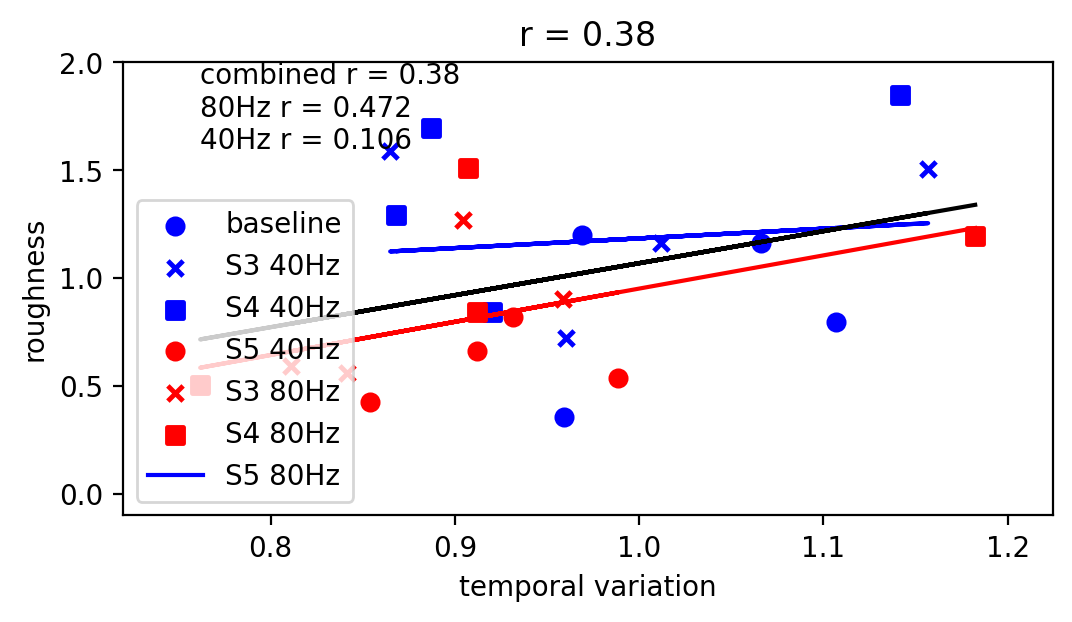 r = 0.38
combined r = 0.38
80Hz r = 0.472
40Hz r = 0.106
2.0
1.5
1.0
0.5
0.0
roughness
baseline
S3 40Hz
S4 40Hz
S5 40Hz
S3 80Hz
S4 80Hz
S5 80Hz
0.8 0.9 1.0 1.1 1.2
temporal variation